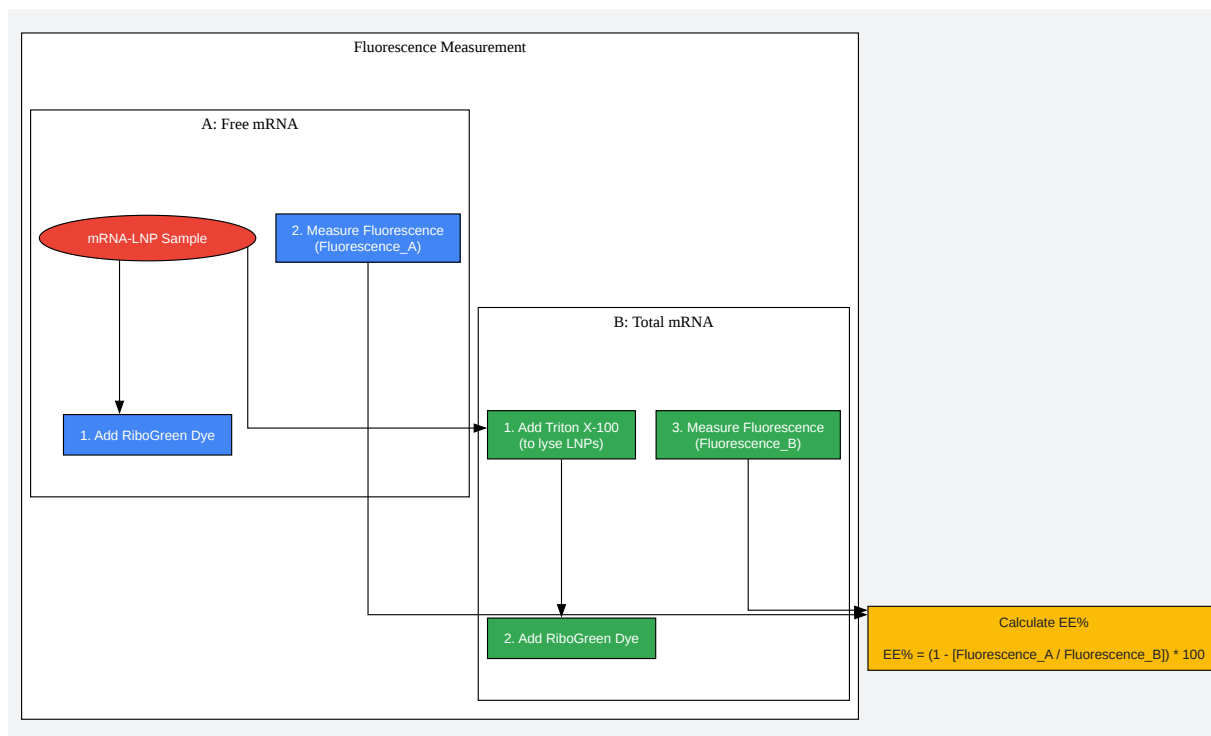 Fluorescence Measurement
A: Free mRNA
mRNA-LNP Sample
2. Measure Fluorescence
(Fluorescence_A)
1. Add RiboGreen Dye
B: Total mRNA
1. Add Triton X-100
(to lyse LNPs)
3. Measure Fluorescence
(Fluorescence_B)
2. Add RiboGreen Dye
Calculate EE%
EE% = (1 - [Fluorescence_A / Fluorescence_B]) * 100